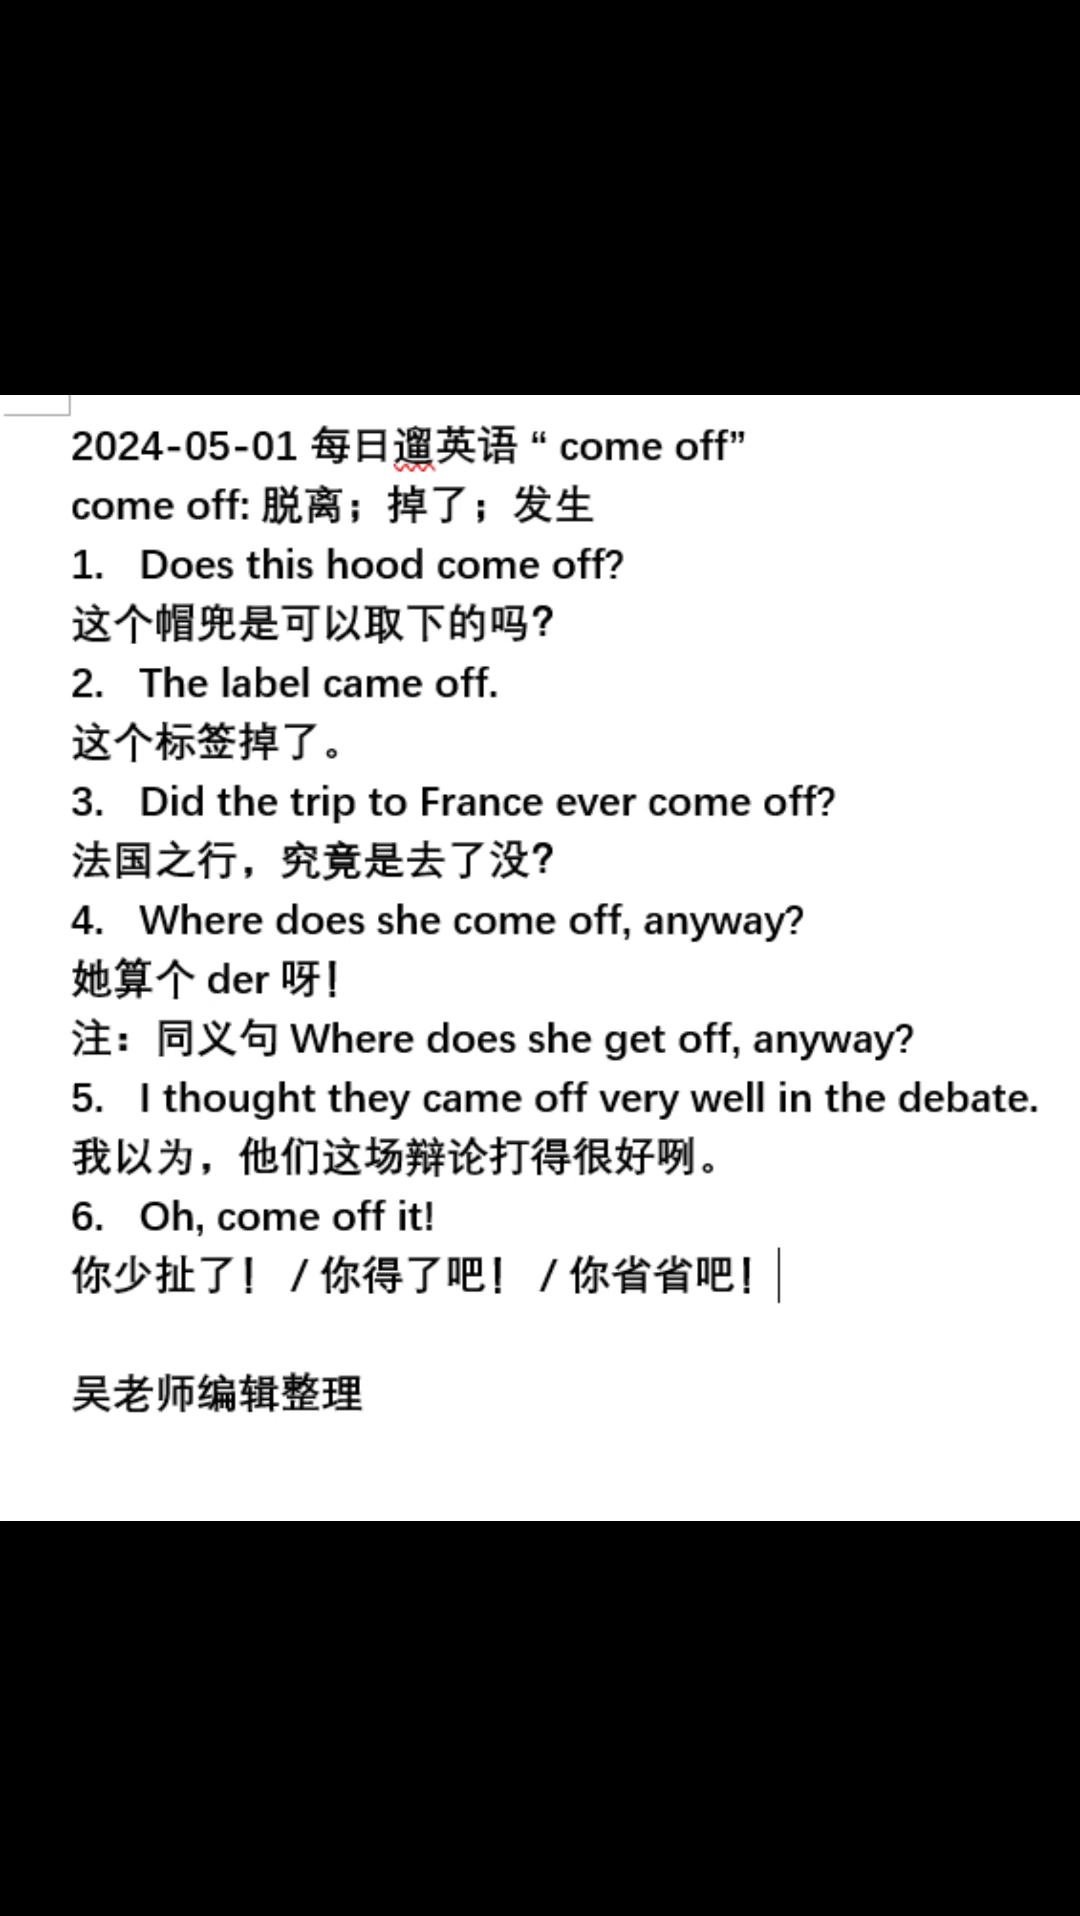 2024-05-01 每日遛英语 “ come off”
come off: 脱离；掉了；发生
1. Does this hood come off?
这个帽兜是可以取下的吗?
2. The label came off.
这个标签掉了。
3. Did the trip to France ever come off?
法国之行，究竟是去了没?
4. Where does she come off, anyway?
她算个 der 呀!
注：同义句 Where does she get off, anyway?
5. I thought they came off very well in the debate.
我以为，他们这场辩论打得很好咧。
6. Oh, come off it!
你少扯了! / 你得了吧! / 你省省吧!
吴老师编辑整理